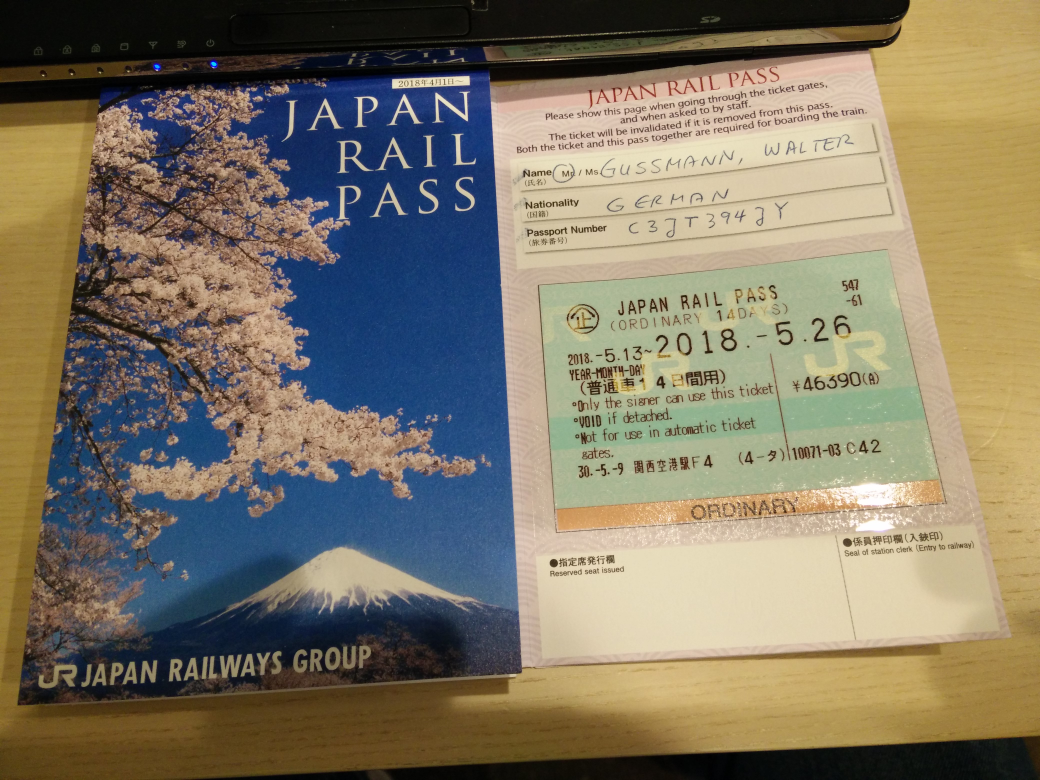 2018年4月1日~
JAPAN
RAIL
PASS
JR JAPAN RAILWAYS GROUP
JAPAN RAIL PASS
Please show this page when going through the ticket gates,
and when asked to by staff.
The ticket will be invalidated if it is removed from this pass.
Both the ticket and this pass together are required for boarding the train.
Name Mr. / Ms. GUSSMANN, WALTER
(氏名)
Nationality GERMAN
(国籍)
Passport Number C3JT394JY
(旅券番号)
JAPAN RAIL PASS 547
(ORDINARY 14DAYS) -61
2018.-5.13~2018.-5.26
YEAR-MONTH-DAY
(普通車14日間用) ¥46390(A)
°Only the signer can use this ticket
°VOID if detached.
°Not for use in automatic ticket
gates.
30.-5.-9 関西空港駅F4 (4-タ) 10071-03 C42
ORDINARY
●指定席発行欄
Reserved seat issued
●係員押印欄(入鋏印)
Seal of station clerk (Entry to railway)
SD